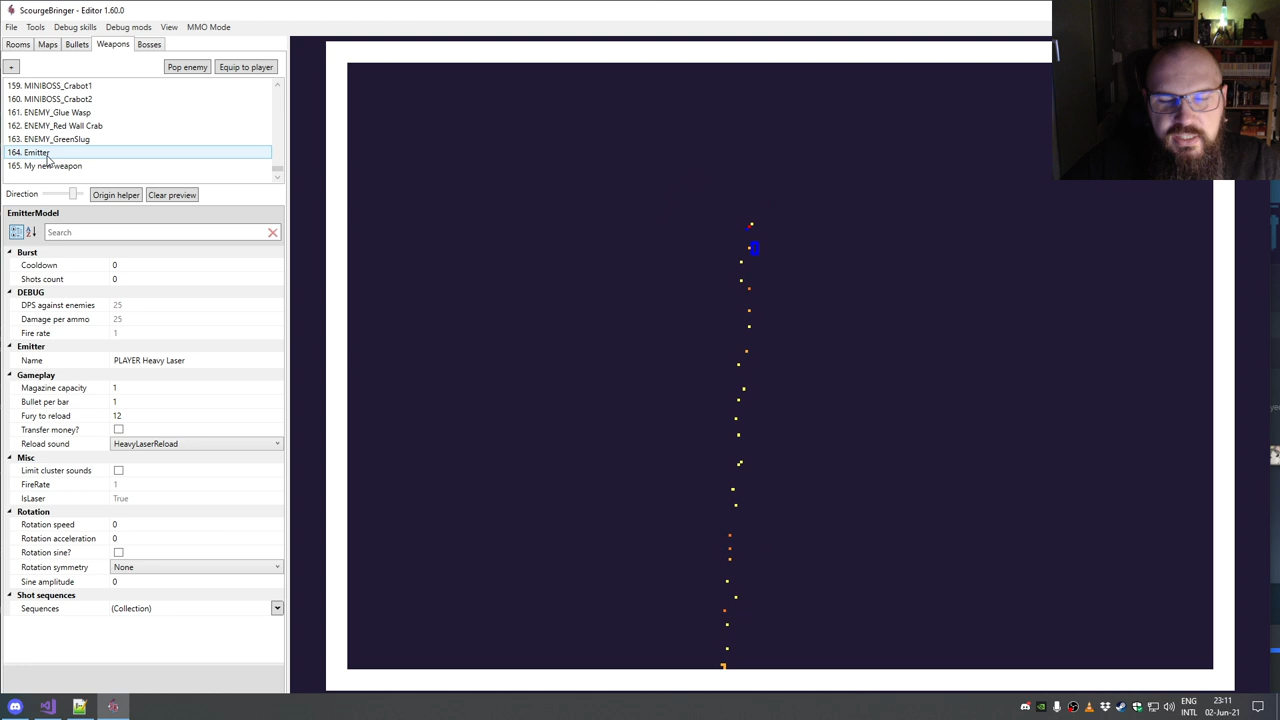 ScourgeBringer - Editor 1.60.0
File Tools Debug skills Debug mods View MMO Mode
Rooms Maps Bullets Weapons Bosses
+ Pop enemy Equip to player
159. MINIBOSS_Crabot1
160. MINIBOSS_Crabot2
161. ENEMY_Glue Wasp
162. ENEMY_Red Wall Crab
163. ENEMY_GreenSlug
164. Emitter
165. My new weapon
Direction Origin helper Clear preview
EmitterModel
Search
Burst
Cooldown 0
Shots count 0
DEBUG
DPS against enemies 25
Damage per ammo 25
Fire rate 1
Emitter
Name PLAYER Heavy Laser
Gameplay
Magazine capacity 1
Bullet per bar 1
Fury to reload 12
Transfer money?
Reload sound HeavyLaserReload
Misc
Limit cluster sounds
FireRate 1
IsLaser True
Rotation
Rotation speed 0
Rotation acceleration 0
Rotation sine?
Rotation symmetry None
Sine amplitude 0
Shot sequences
Sequences (Collection)
ENG 23:11
INTL 02-Jun-21